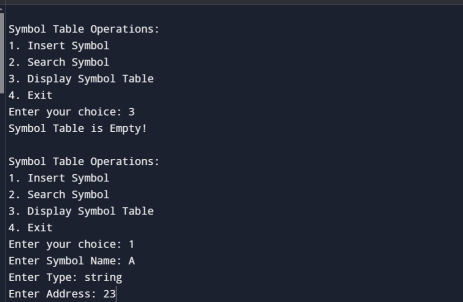 Symbol Table Operations:
1. Insert Symbol
2. Search Symbol
3. Display Symbol Table
4. Exit
Enter your choice: 3
Symbol Table is Empty!
Symbol Table Operations:
1. Insert Symbol
2. Search Symbol
3. Display Symbol Table
4. Exit
Enter your choice: 1
Enter Symbol Name: A
Enter Type: string
Enter Address: 23